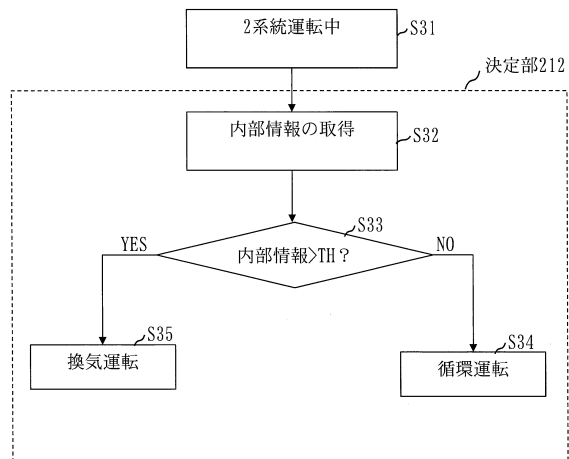 2系統運転中
S31
決定部212
内部情報の取得
S32
S33
YES
内部情報>TH?
NO
S35
換気運転
S34
循環運転